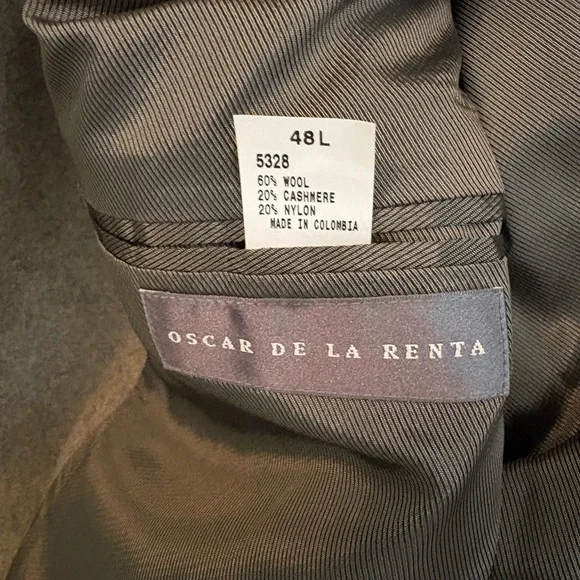 48L
5328
60% WOOL
20% CASHMERE
20% NYLON
MADE IN COLOMBIA
OSCAR DE LA RENTA